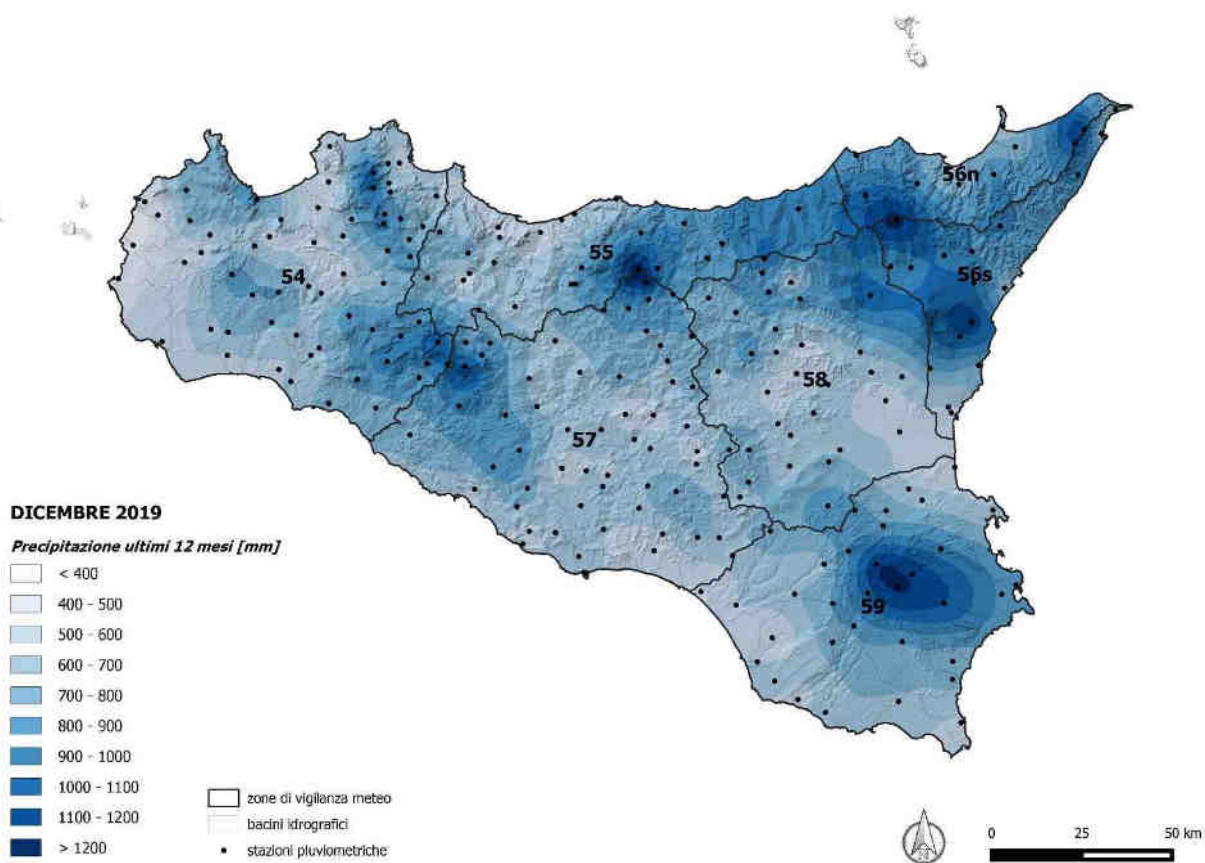 56n
55
56s
54
58
57
59
DICEMBRE 2019
Precipitazione ultimi 12 mesi [mm]
< 400
400 - 500
500 - 600
600 - 700
700 - 800
800 - 900
900 - 1000
1000 - 1100
1100 - 1200
> 1200
zone di vigilanza meteo
bacini idrografici
stazioni pluviometriche
N
0 25 50 km